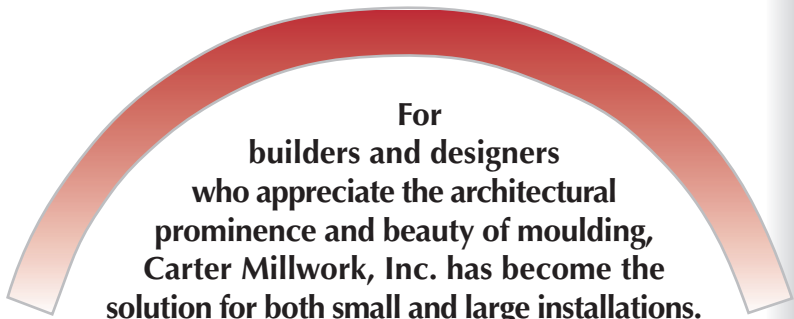 For
builders and designers
who appreciate the architectural
prominence and beauty of moulding,
Carter Millwork, Inc. has become the
solution for both small and large installations.